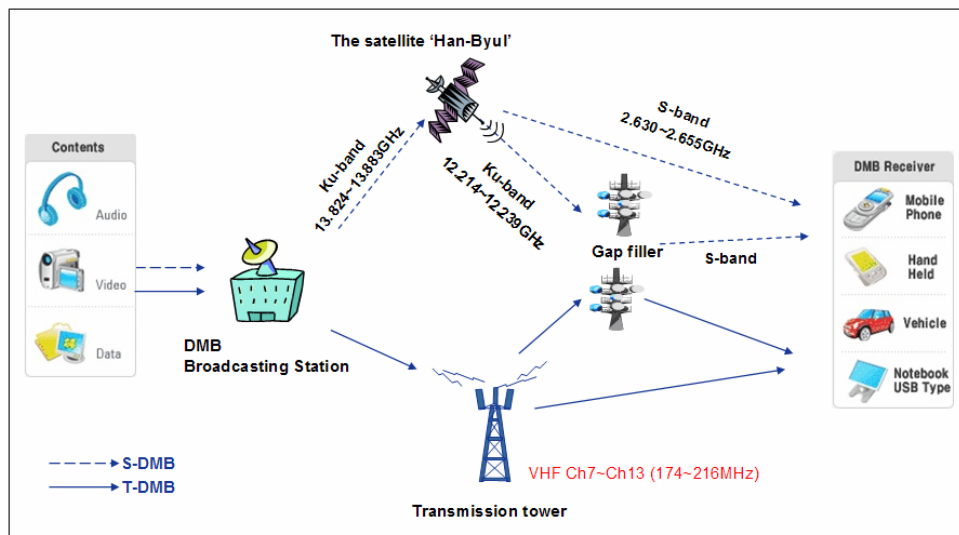 The satellite ‘Han-Byul’
Ku-band
13.824~13.883GHz
Ku-band
12.214~12.239GHz
S-band
2.630~2.655GHz
Contents
Audio
Video
Data
DMB
Broadcasting Station
Gap filler
S-band
DMB Receiver
Mobile
Phone
Hand
Held
Vehicle
Notebook
USB Type
S-DMB
T-DMB
VHF Ch7~Ch13 (174~216MHz)
Transmission tower